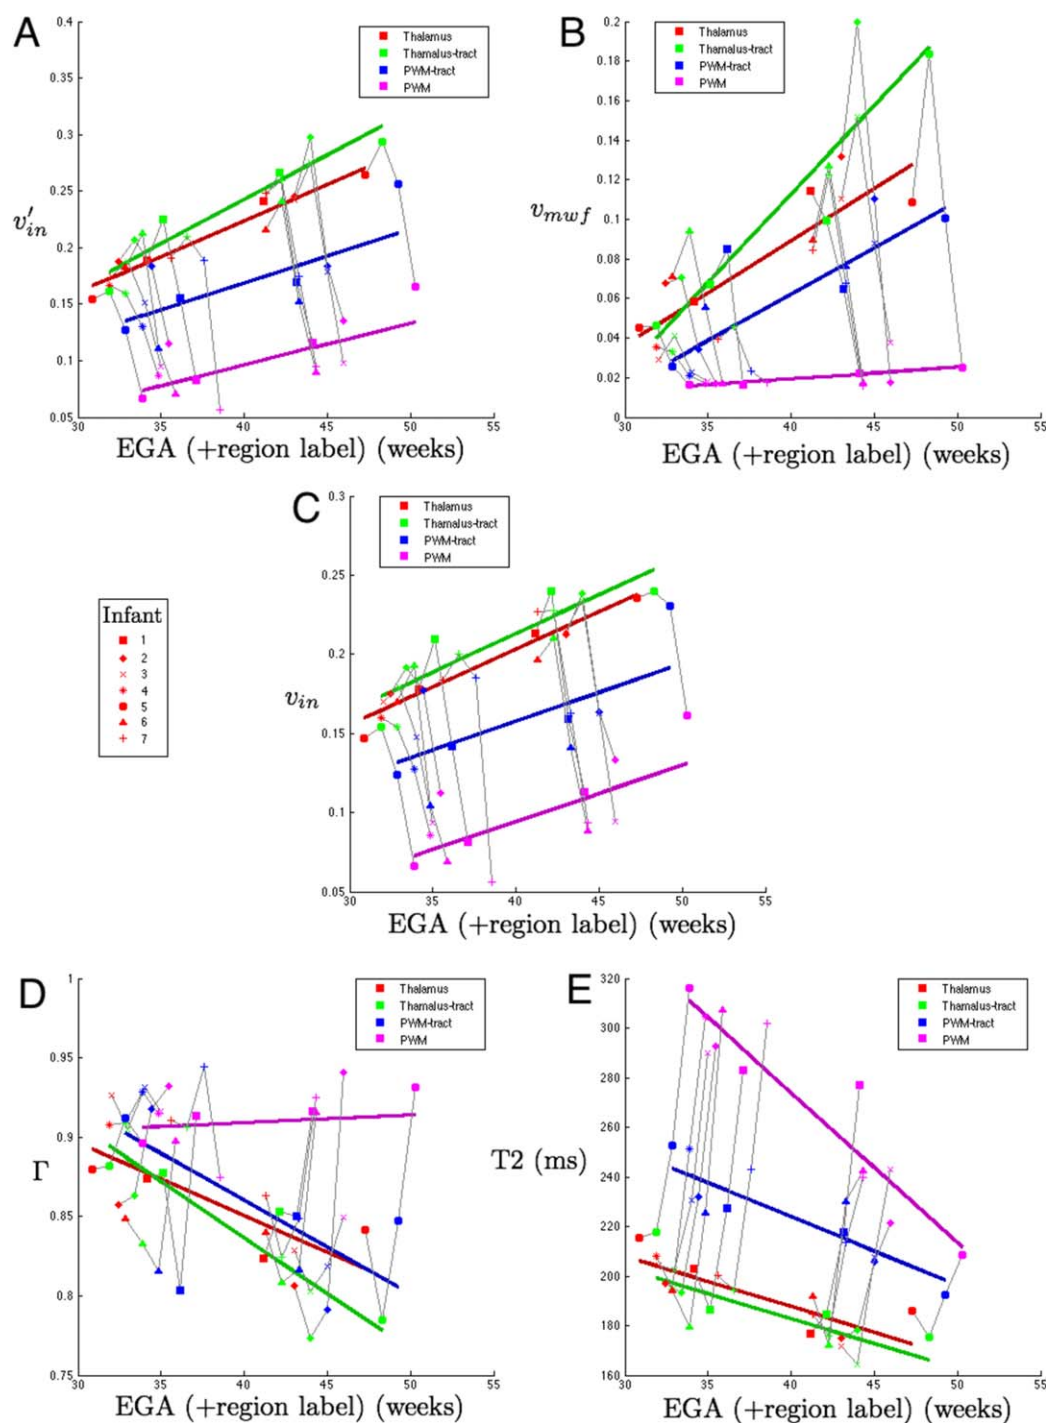 A
Thalamus
Thamalus-tract
PWM-tract
PWM
0.4
0.35
0.3
0.25
0.2
0.15
0.1
0.05
v′in
30 35 40 45 50 55
EGA (+region label) (weeks)
B
Thalamus
Thamalus-tract
PWM-tract
PWM
0.2
0.18
0.16
0.14
0.12
0.1
0.08
0.06
0.04
0.02
0
vmwf
30 35 40 45 50 55
EGA (+region label) (weeks)
C
Thalamus
Thamalus-tract
PWM-tract
PWM
0.3
0.25
0.2
0.15
0.1
0.05
vin
30 35 40 45 50 55
EGA (+region label) (weeks)
Infant
1
2
3
4
5
6
7
D
Thalamus
Thamalus-tract
PWM-tract
PWM
1
0.95
0.9
0.85
0.8
0.75
Γ
30 35 40 45 50 55
EGA (+region label) (weeks)
E
Thalamus
Thamalus-tract
PWM-tract
PWM
320
300
280
260
240
220
200
180
160
T2 (ms)
30 35 40 45 50 55
EGA (+region label) (weeks)